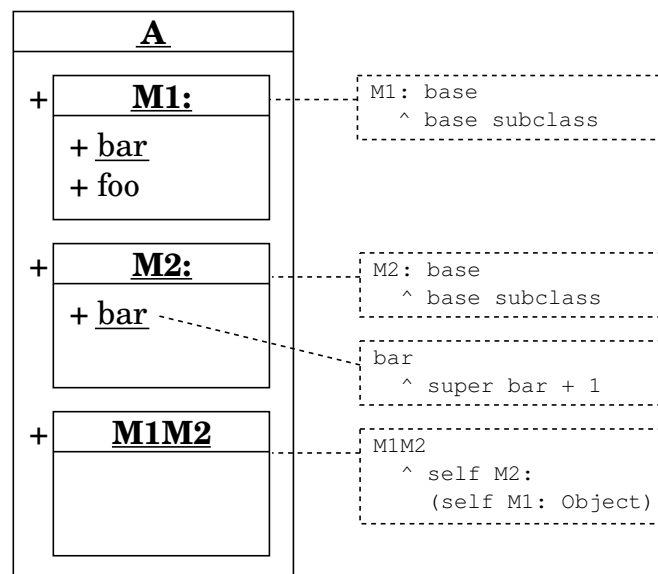 A
+ M1:
+ bar
+ foo
M1: base
^ base subclass
+ M2:
+ bar
M2: base
^ base subclass
bar
^ super bar + 1
+ M1M2
M1M2
^ self M2:
(self M1: Object)